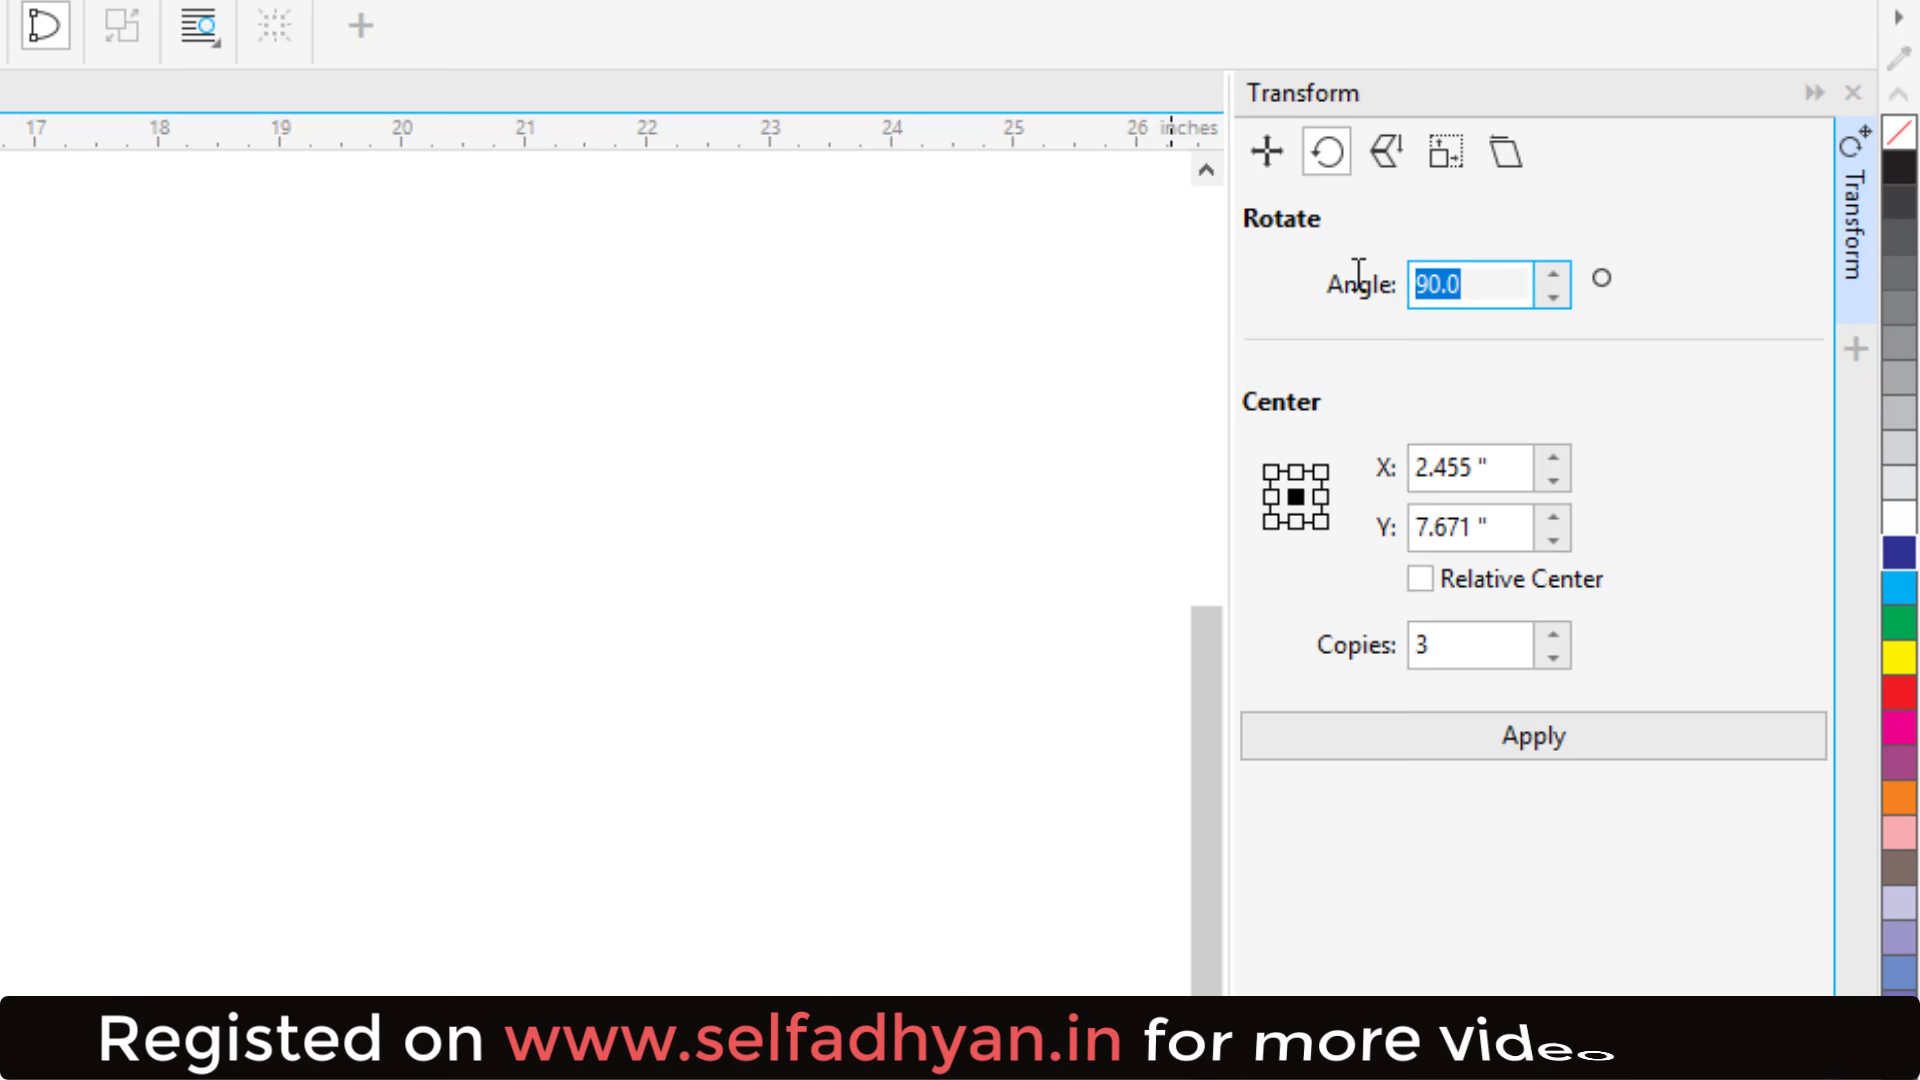 Transform
17 18 19 20 21 22 23 24 25 26 inches
Rotate
Angle: 90.0
Transform
Center
X: 2.455 "
Y: 7.671 "
Relative Center
Copies: 3
Apply
Registed on www.selfadhyan.in for more Video